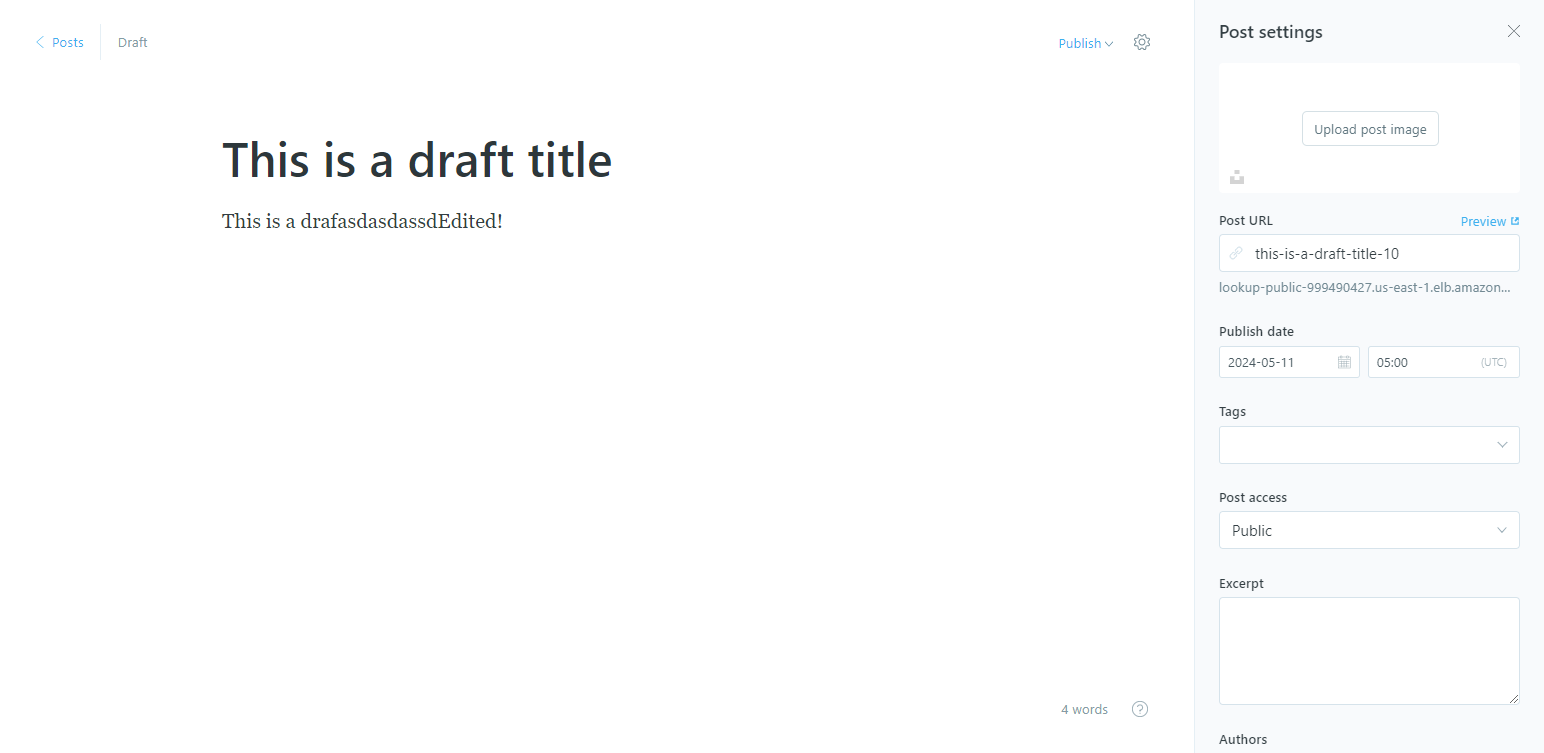 Posts
Draft
Publish
Post settings
Upload post image
This is a draft title
This is a drafasdasdassdEdited!
Post URL
Preview
this-is-a-draft-title-10
lookup-public-999490427.us-east-1.elb.amazon...
Publish date
2024-05-11
05:00
(UTC)
Tags
Post access
Public
Excerpt
4 words
?
Authors